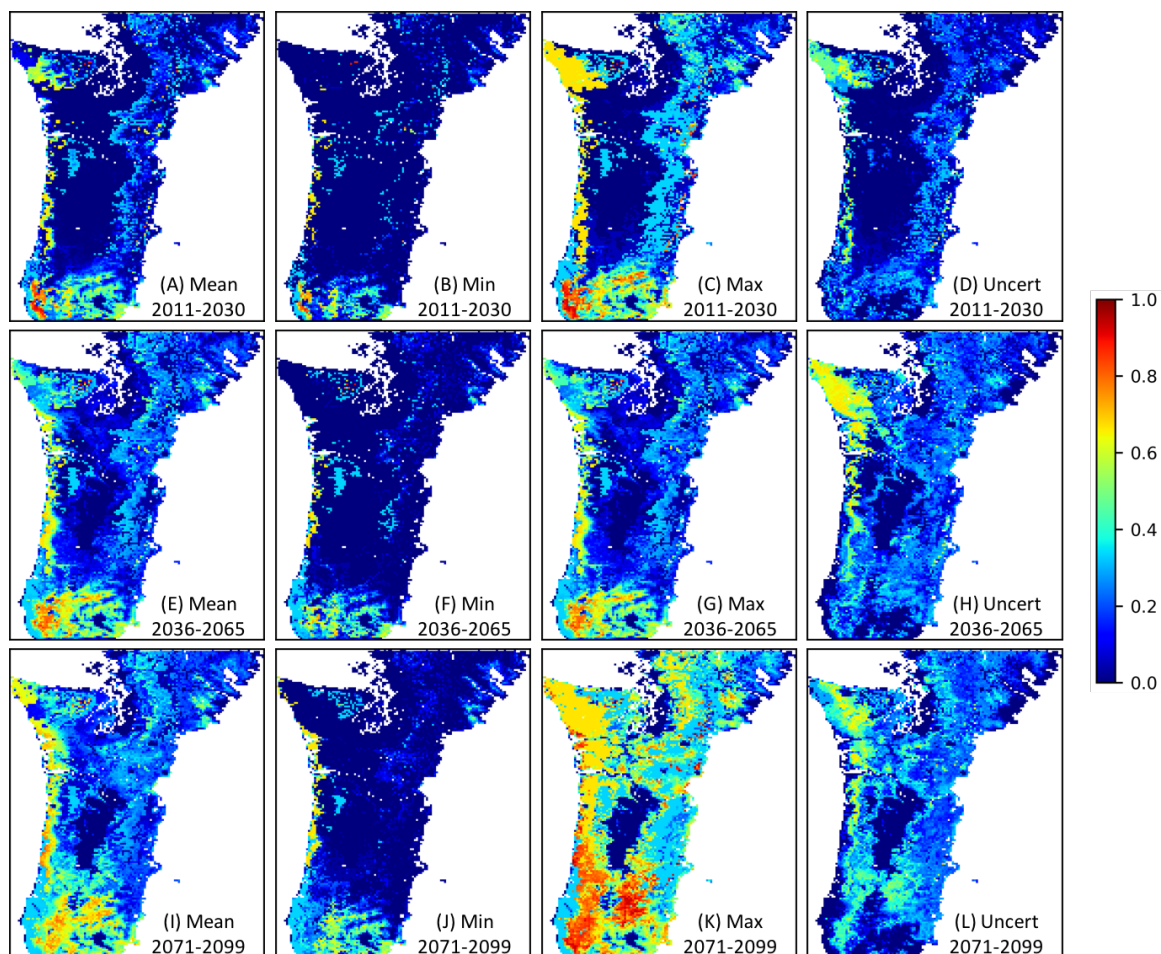 (A) Mean
2011-2030
(B) Min
2011-2030
(C) Max
2011-2030
(D) Uncert
2011-2030
(E) Mean
2036-2065
(F) Min
2036-2065
(G) Max
2036-2065
(H) Uncert
2036-2065
(I) Mean
2071-2099
(J) Min
2071-2099
(K) Max
2071-2099
(L) Uncert
2071-2099
1.0
0.8
0.6
0.4
0.2
0.0